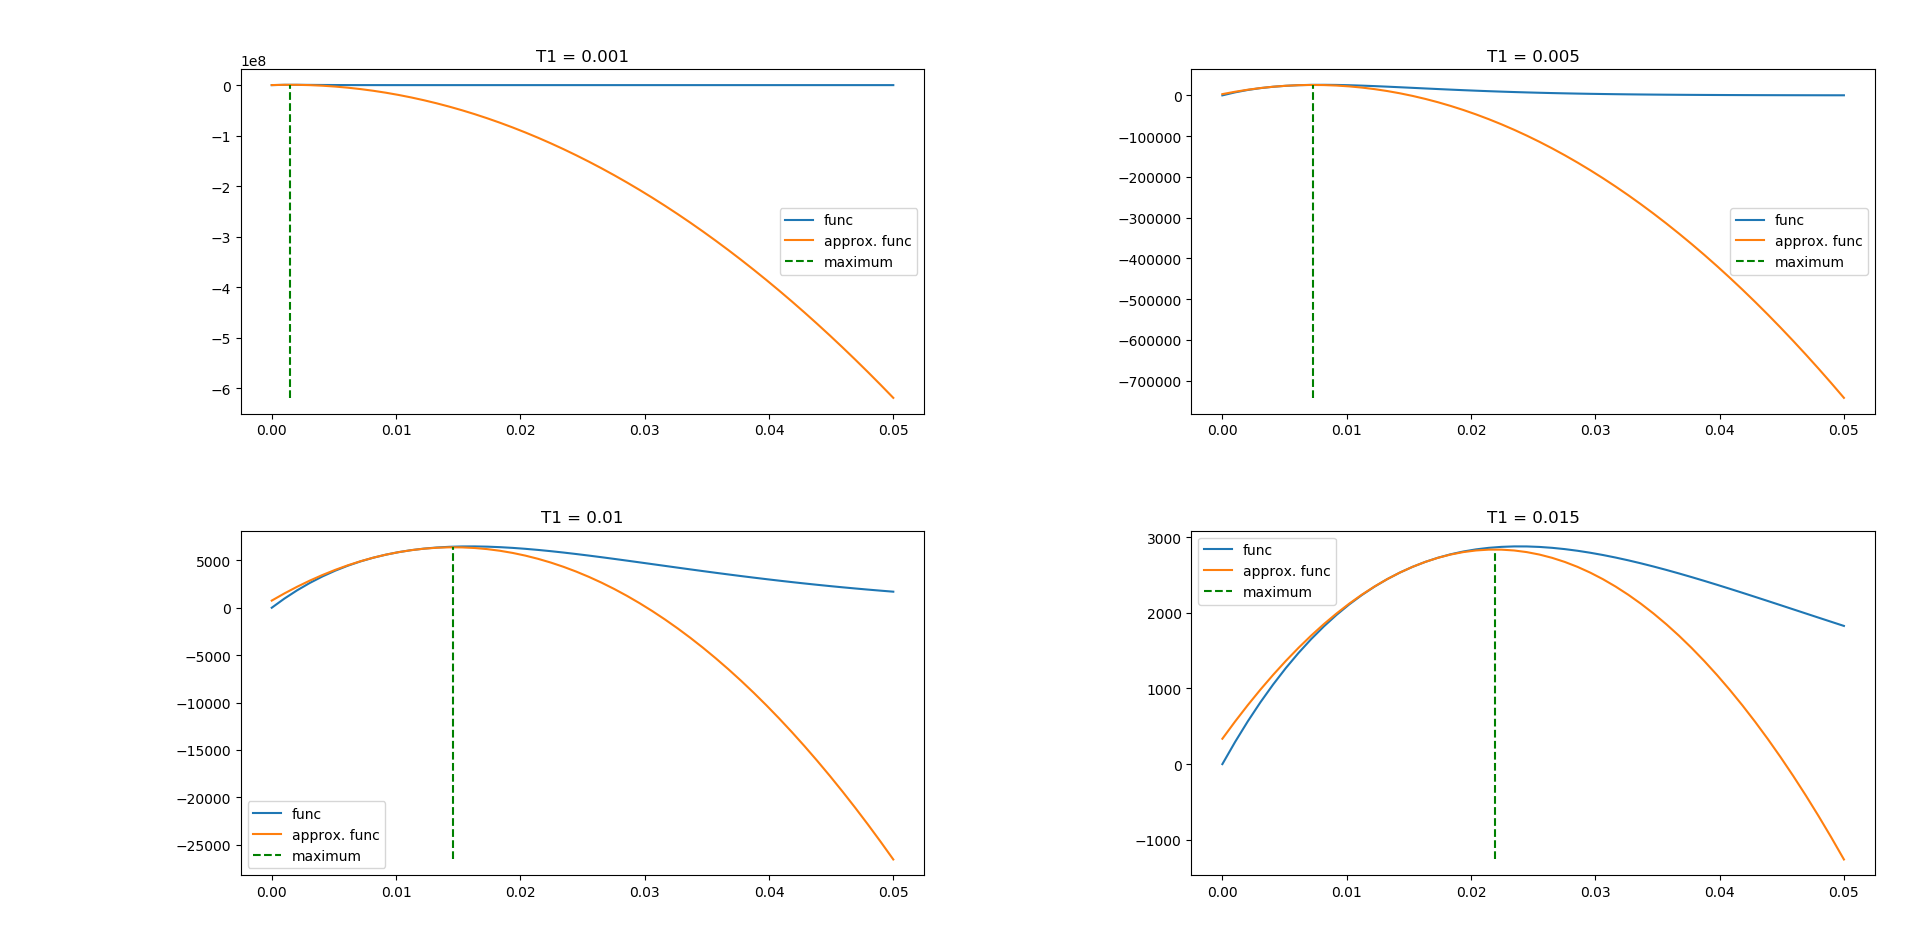 T1 = 0.001
1e8
0
−1
−2
−3
−4
−5
−6
0.00 0.01 0.02 0.03 0.04 0.05
func
approx. func
maximum
T1 = 0.005
0
−100000
−200000
−300000
−400000
−500000
−600000
−700000
0.00 0.01 0.02 0.03 0.04 0.05
func
approx. func
maximum
T1 = 0.01
5000
0
−5000
−10000
−15000
−20000
−25000
0.00 0.01 0.02 0.03 0.04 0.05
func
approx. func
maximum
T1 = 0.015
3000
2000
1000
0
−1000
0.00 0.01 0.02 0.03 0.04 0.05
func
approx. func
maximum